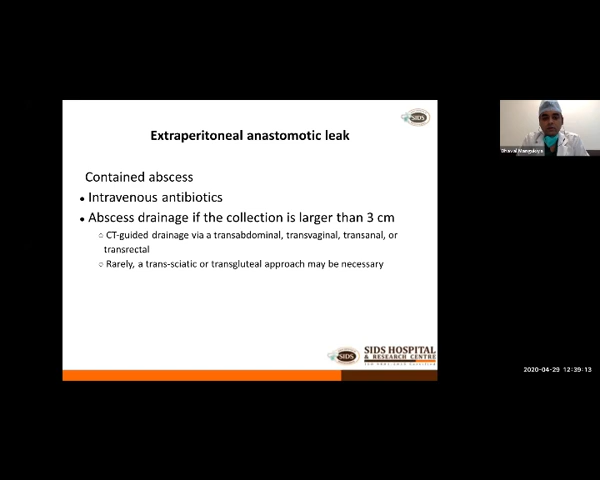 SIDS
Extraperitoneal anastomotic leak
Contained abscess
• Intravenous antibiotics
• Abscess drainage if the collection is larger than 3 cm
○ CT-guided drainage via a transabdominal, transvaginal, transanal, or
transrectal
○ Rarely, a trans-sciatic or transgluteal approach may be necessary
SIDS
SIDS HOSPITAL
& RESEARCH CENTRE
2020-04-29 12:39:13